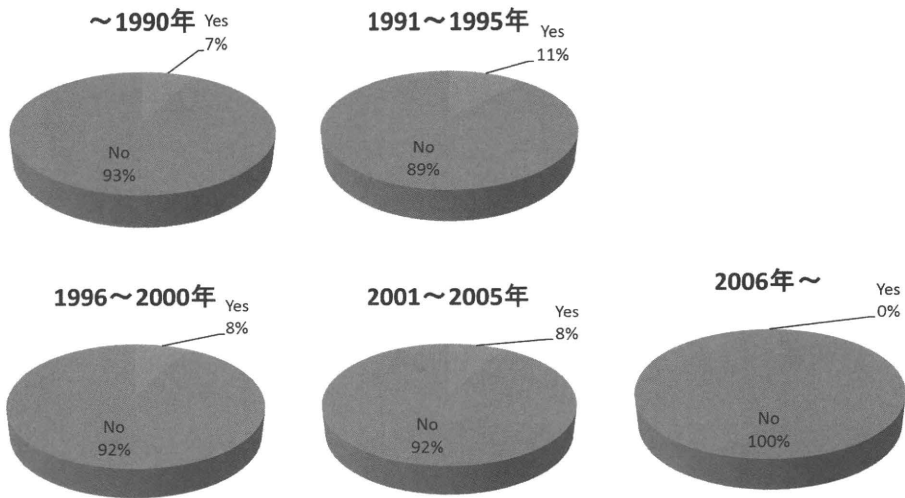 ~1990年
Yes
7%
No
93%
1991~1995年
Yes
11%
No
89%
1996~2000年
Yes
8%
No
92%
2001~2005年
Yes
8%
No
92%
2006年~
Yes
0%
No
100%